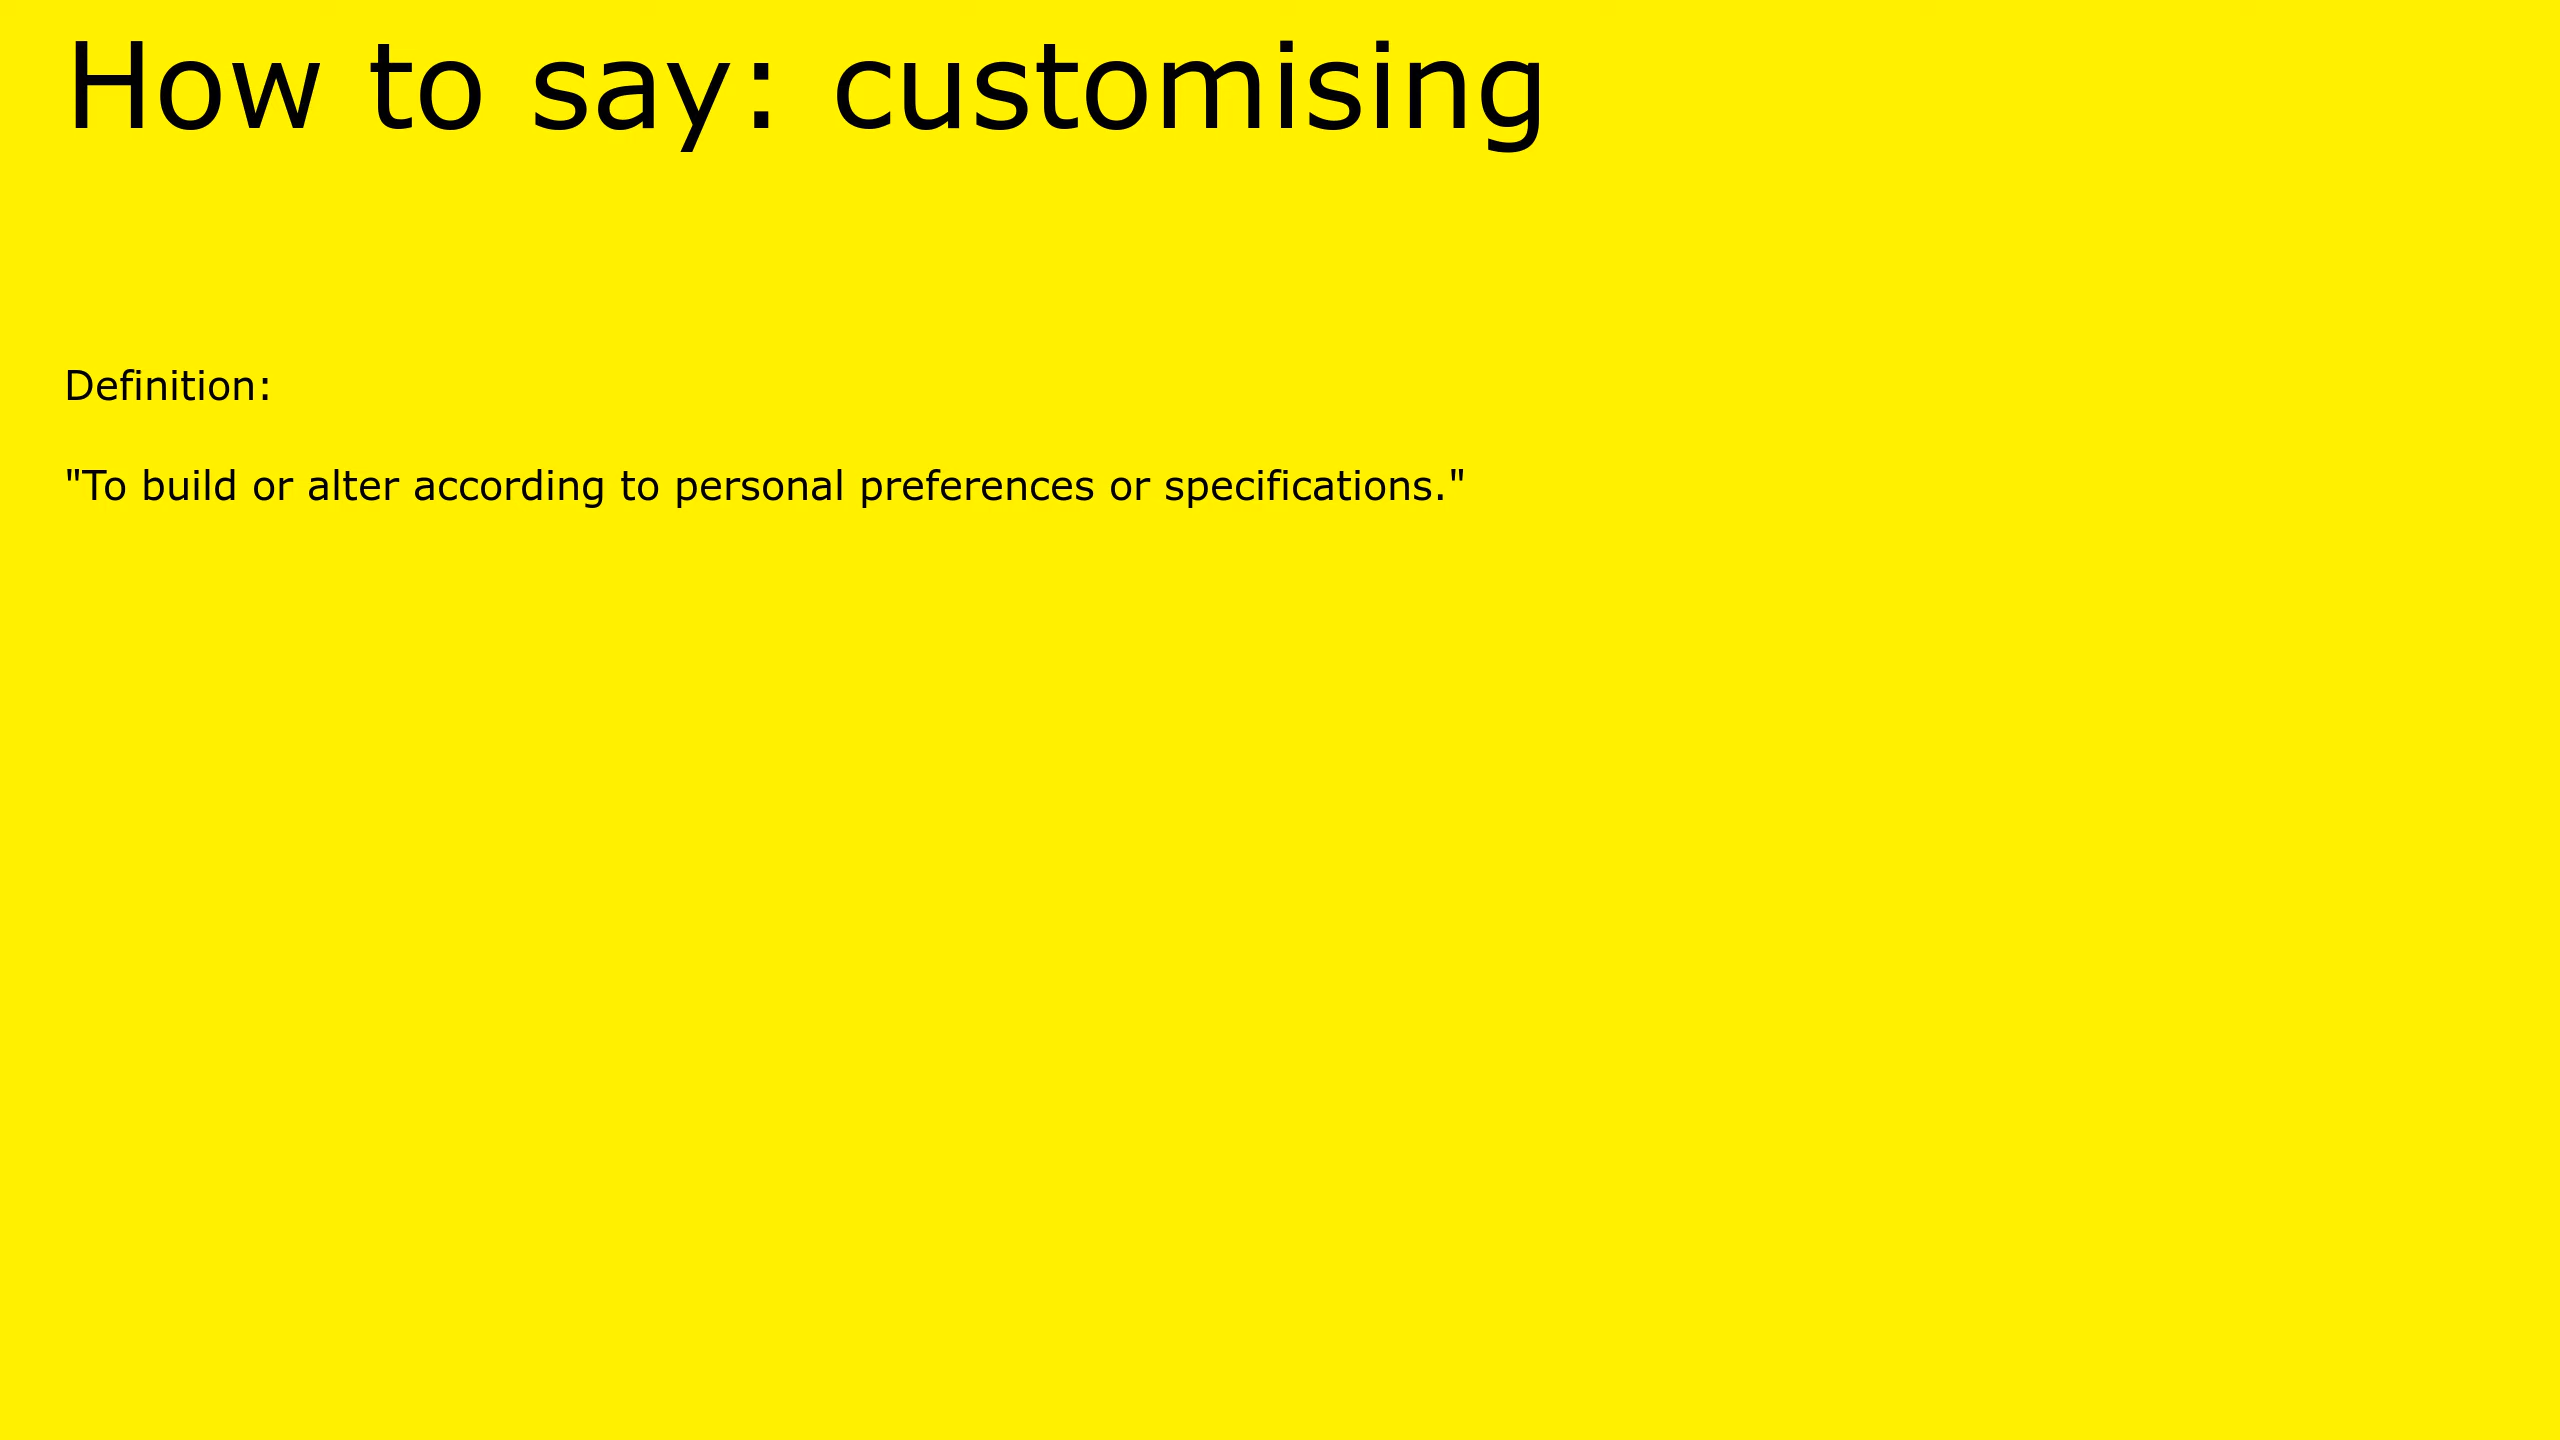 How to say: customising
Definition:
"To build or alter according to personal preferences or specifications."